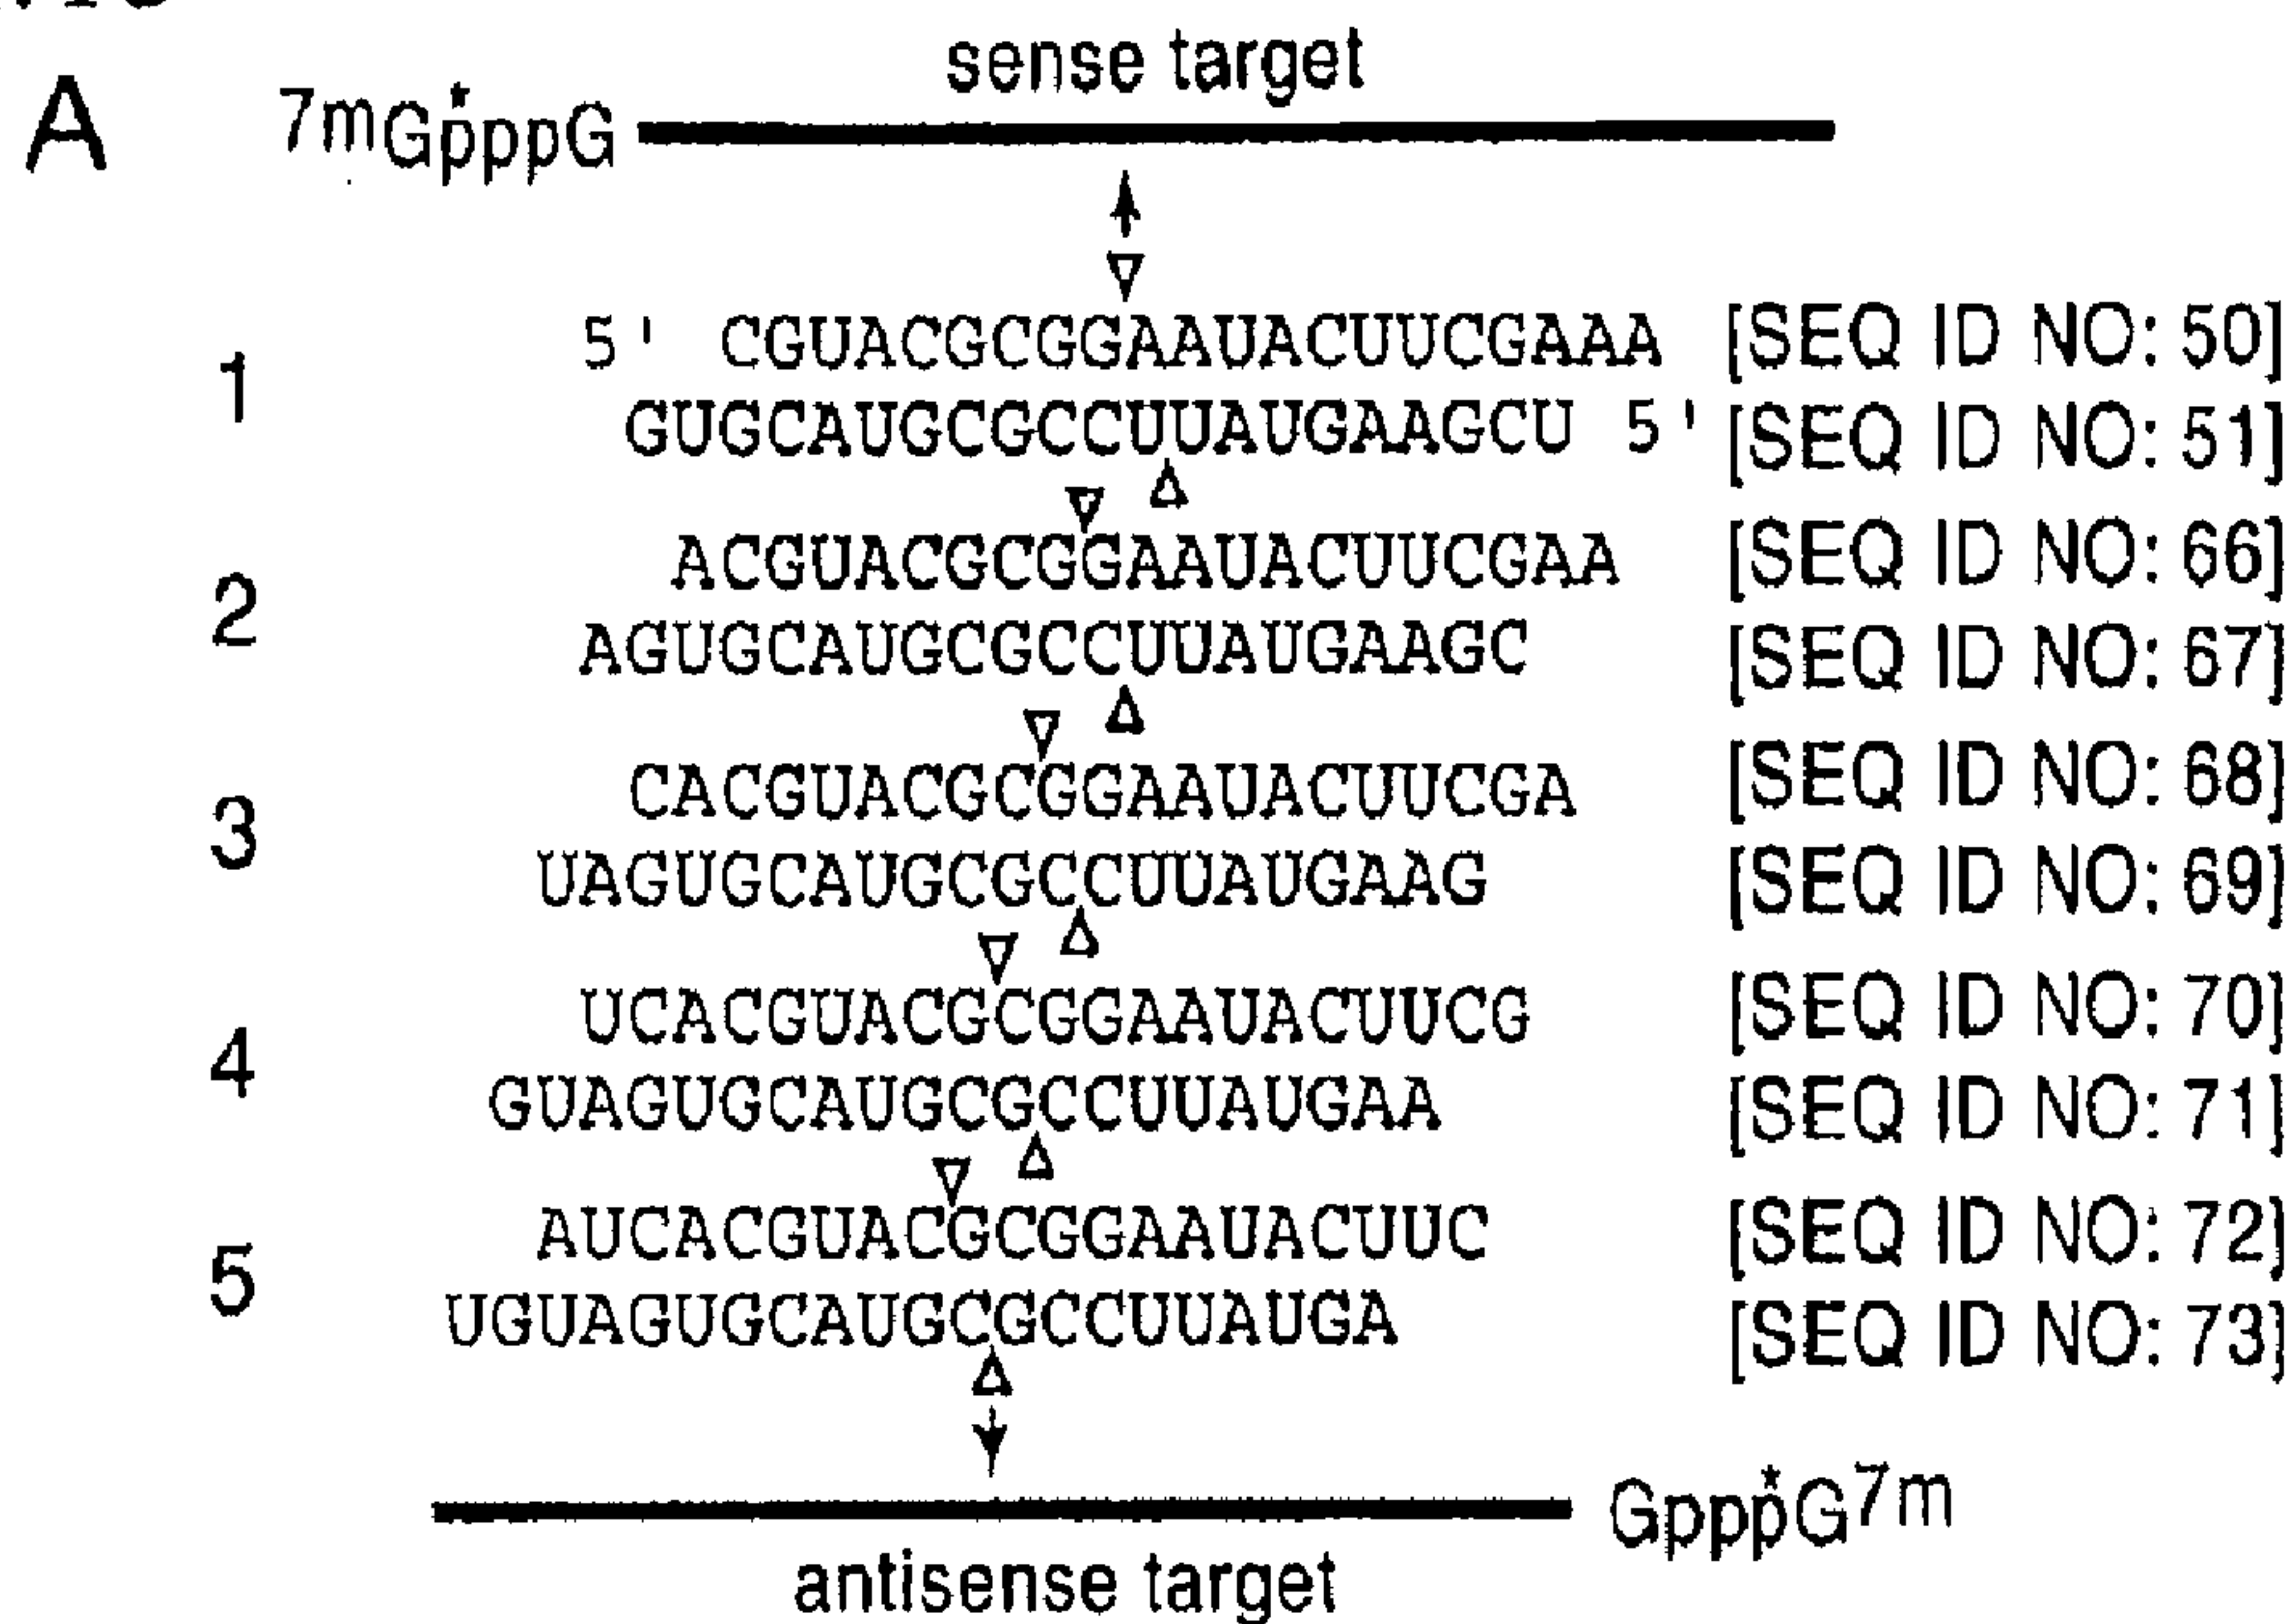 A
sense target
7mGpppG
5' CGUACGCGGAAUACUUCGAAA [SEQ ID NO: 50]
1
GUGCAUGCGCCUUAUGAAGCU 5' [SEQ ID NO: 51]
ACGUACGCGGAAUACUUCGAA [SEQ ID NO: 66]
2
AGUGCAUGCGCCUUAUGAAGC [SEQ ID NO: 67]
CACGUACGCGGAAUACUUCGA [SEQ ID NO: 68]
3
UAGUGCAUGCGCCUUAUGAAG [SEQ ID NO: 69]
UCACGUACGCGGAAUACUUCG [SEQ ID NO: 70]
4
GUAGUGCAUGCGCCUUAUGAA [SEQ ID NO: 71]
AUCACGUACGCGGAAUACUUC [SEQ ID NO: 72]
5
UGUAGUGCAUGCGCCUUAUGA [SEQ ID NO: 73]
GpppG7m
antisense target